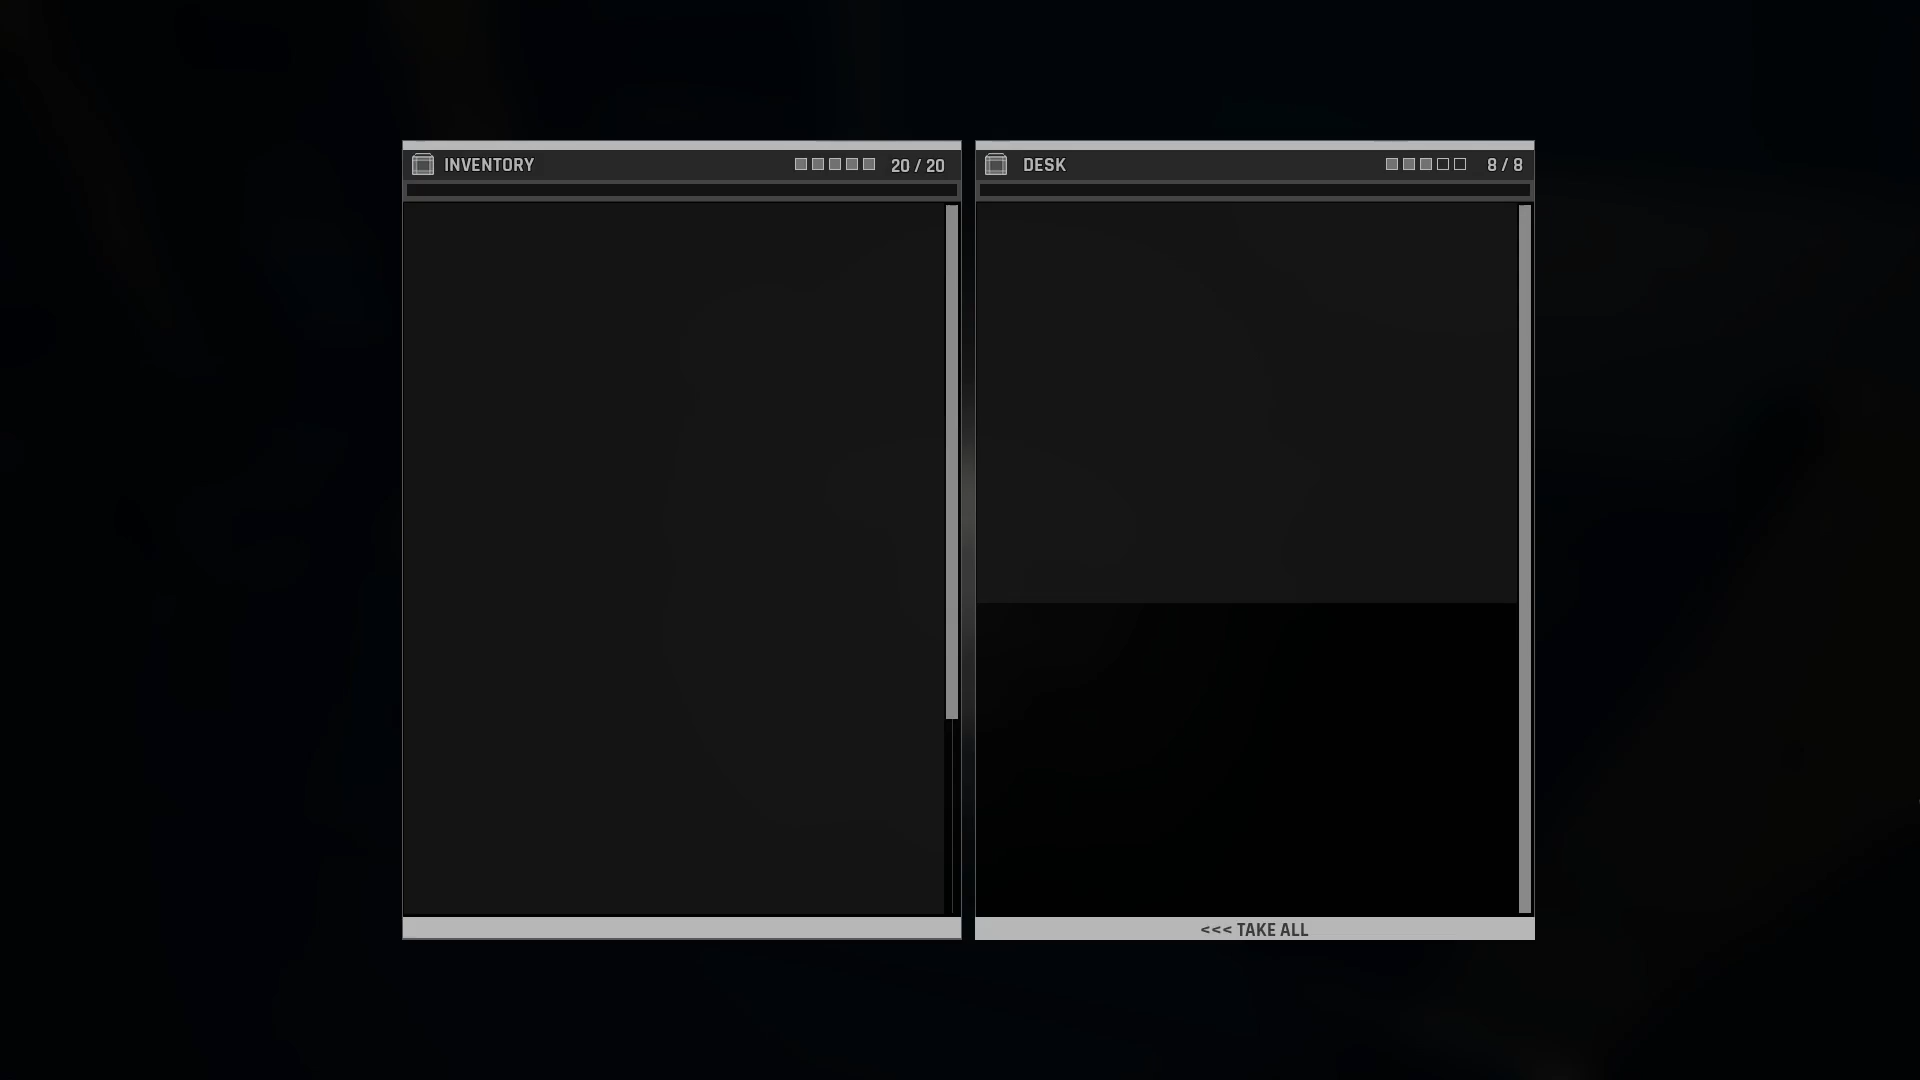 INVENTORY 20 / 20
DESK 8 / 8
<<< TAKE ALL